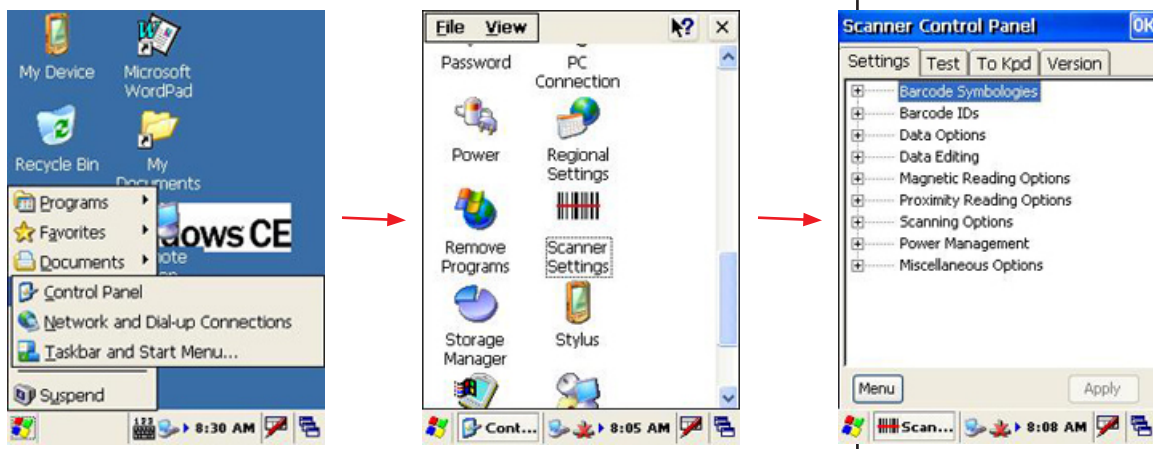 My Device
Microsoft
WordPad
Recycle Bin
My
Documents
Programs
Favorites
Documents
dows CE
note
Control Panel
Network and Dial-up Connections
Taskbar and Start Menu...
Suspend
123
8:30 AM
File View
?
Password
PC
Connection
Power
Regional
Settings
Remove
Programs
Scanner
Settings
Storage
Manager
Stylus
Cont...
8:05 AM
Scanner Control Panel
OK
Settings Test To Kpd Version
Barcode Symbologies
Barcode IDs
Data Options
Data Editing
Magnetic Reading Options
Proximity Reading Options
Scanning Options
Power Management
Miscellaneous Options
Menu
Apply
Scan...
8:08 AM